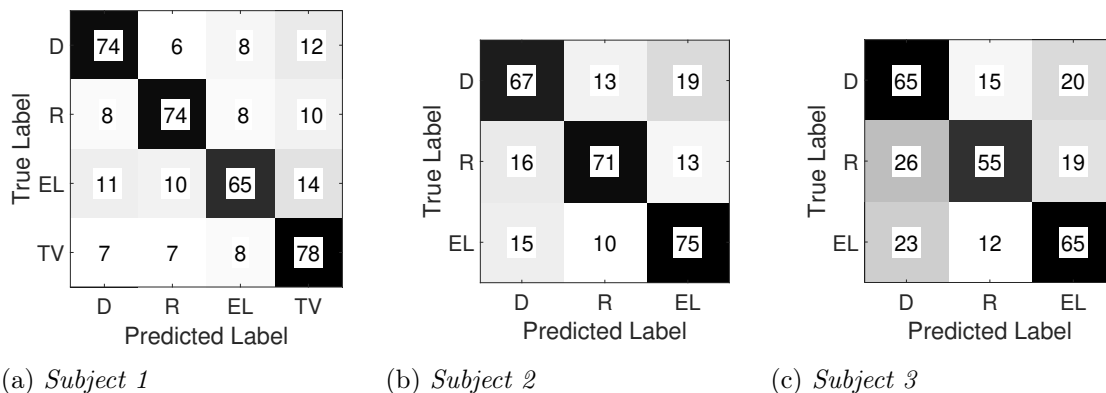 D 74 6 8 12
R 8 74 8 10
EL 11 10 65 14
TV 7 7 8 78
D R EL TV
Predicted Label
True Label
(a) Subject 1
D 67 13 19
R 16 71 13
EL 15 10 75
D R EL
Predicted Label
True Label
(b) Subject 2
D 65 15 20
R 26 55 19
EL 23 12 65
D R EL
Predicted Label
True Label
(c) Subject 3